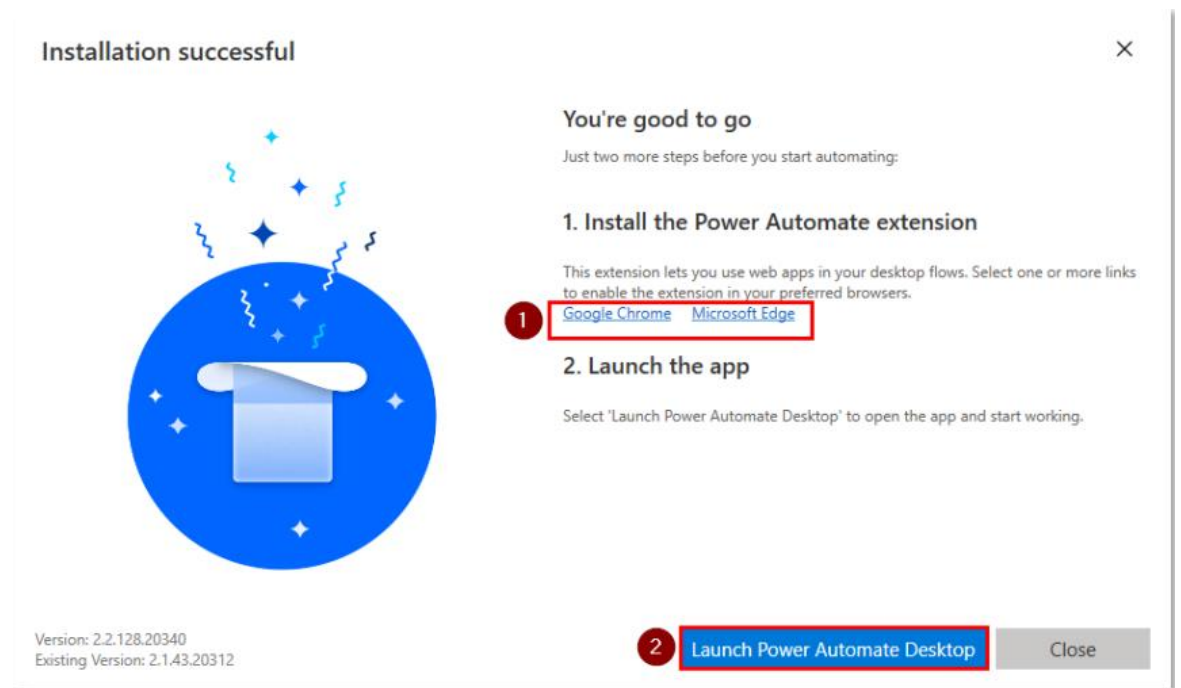 Installation successful
You're good to go
Just two more steps before you start automating:
1. Install the Power Automate extension
This extension lets you use web apps in your desktop flows. Select one or more links
to enable the extension in your preferred browsers.
1 Google Chrome Microsoft Edge
2. Launch the app
Select 'Launch Power Automate Desktop' to open the app and start working.
Version: 2.2.128.20340
Existing Version: 2.1.43.20312
2 Launch Power Automate Desktop Close